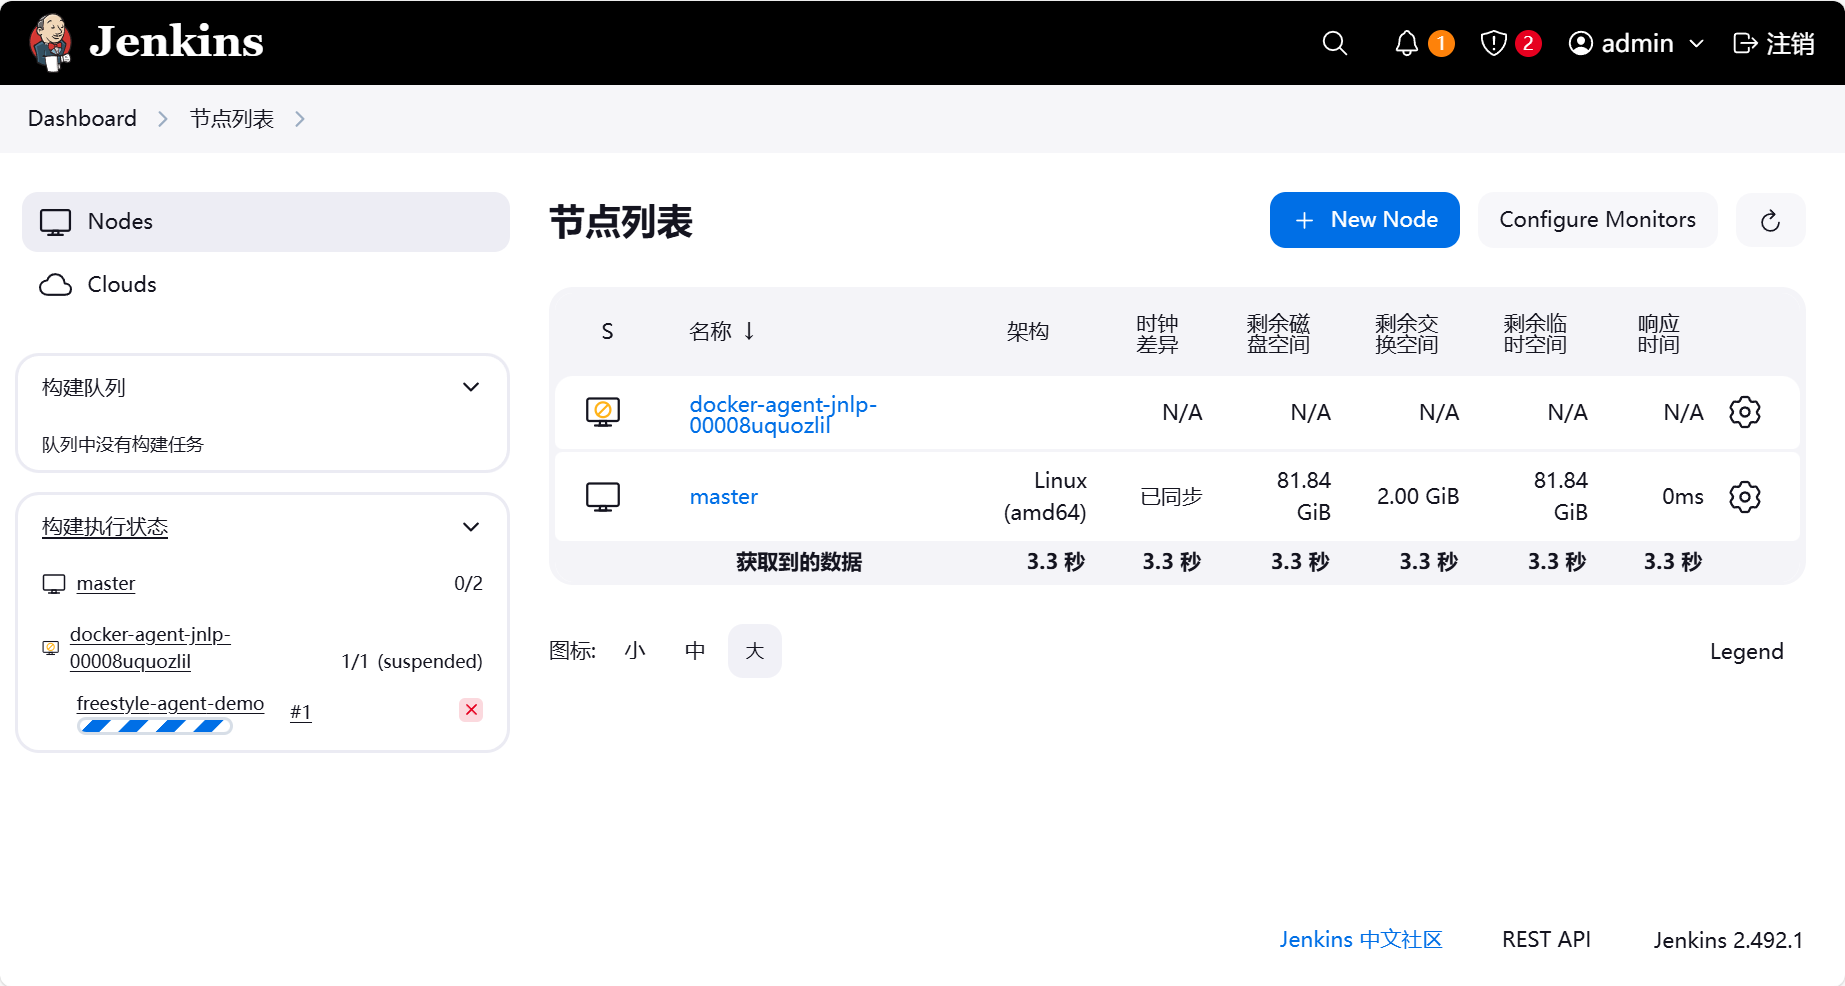 Jenkins
1
2
admin
注销
Dashboard
节点列表
Nodes
Clouds
构建队列
队列中没有构建任务
构建执行状态
master
0/2
docker-agent-jnlp-
00008uquozlil
1/1 (suspended)
freestyle-agent-demo
#1
节点列表
New Node
Configure Monitors
S
名称 ↓
架构
时钟
差异
剩余磁
盘空间
剩余交
换空间
剩余临
时空间
响应
时间
docker-agent-jnlp-
00008uquozlil
N/A
N/A
N/A
N/A
N/A
master
Linux
(amd64)
已同步
81.84
GiB
2.00 GiB
81.84
GiB
0ms
获取到的数据
3.3 秒
3.3 秒
3.3 秒
3.3 秒
3.3 秒
3.3 秒
图标:
小
中
大
Legend
Jenkins 中文社区
REST API
Jenkins 2.492.1